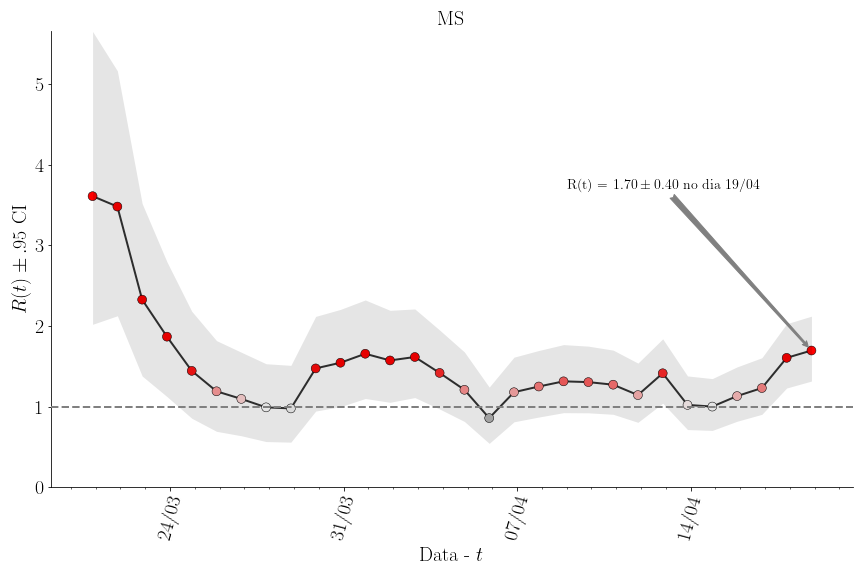 MS
R(t) ± .95 CI
5
4
3
2
1
0
R(t) = 1.70 ± 0.40 no dia 19/04
24/03
31/03
07/04
14/04
Data - t